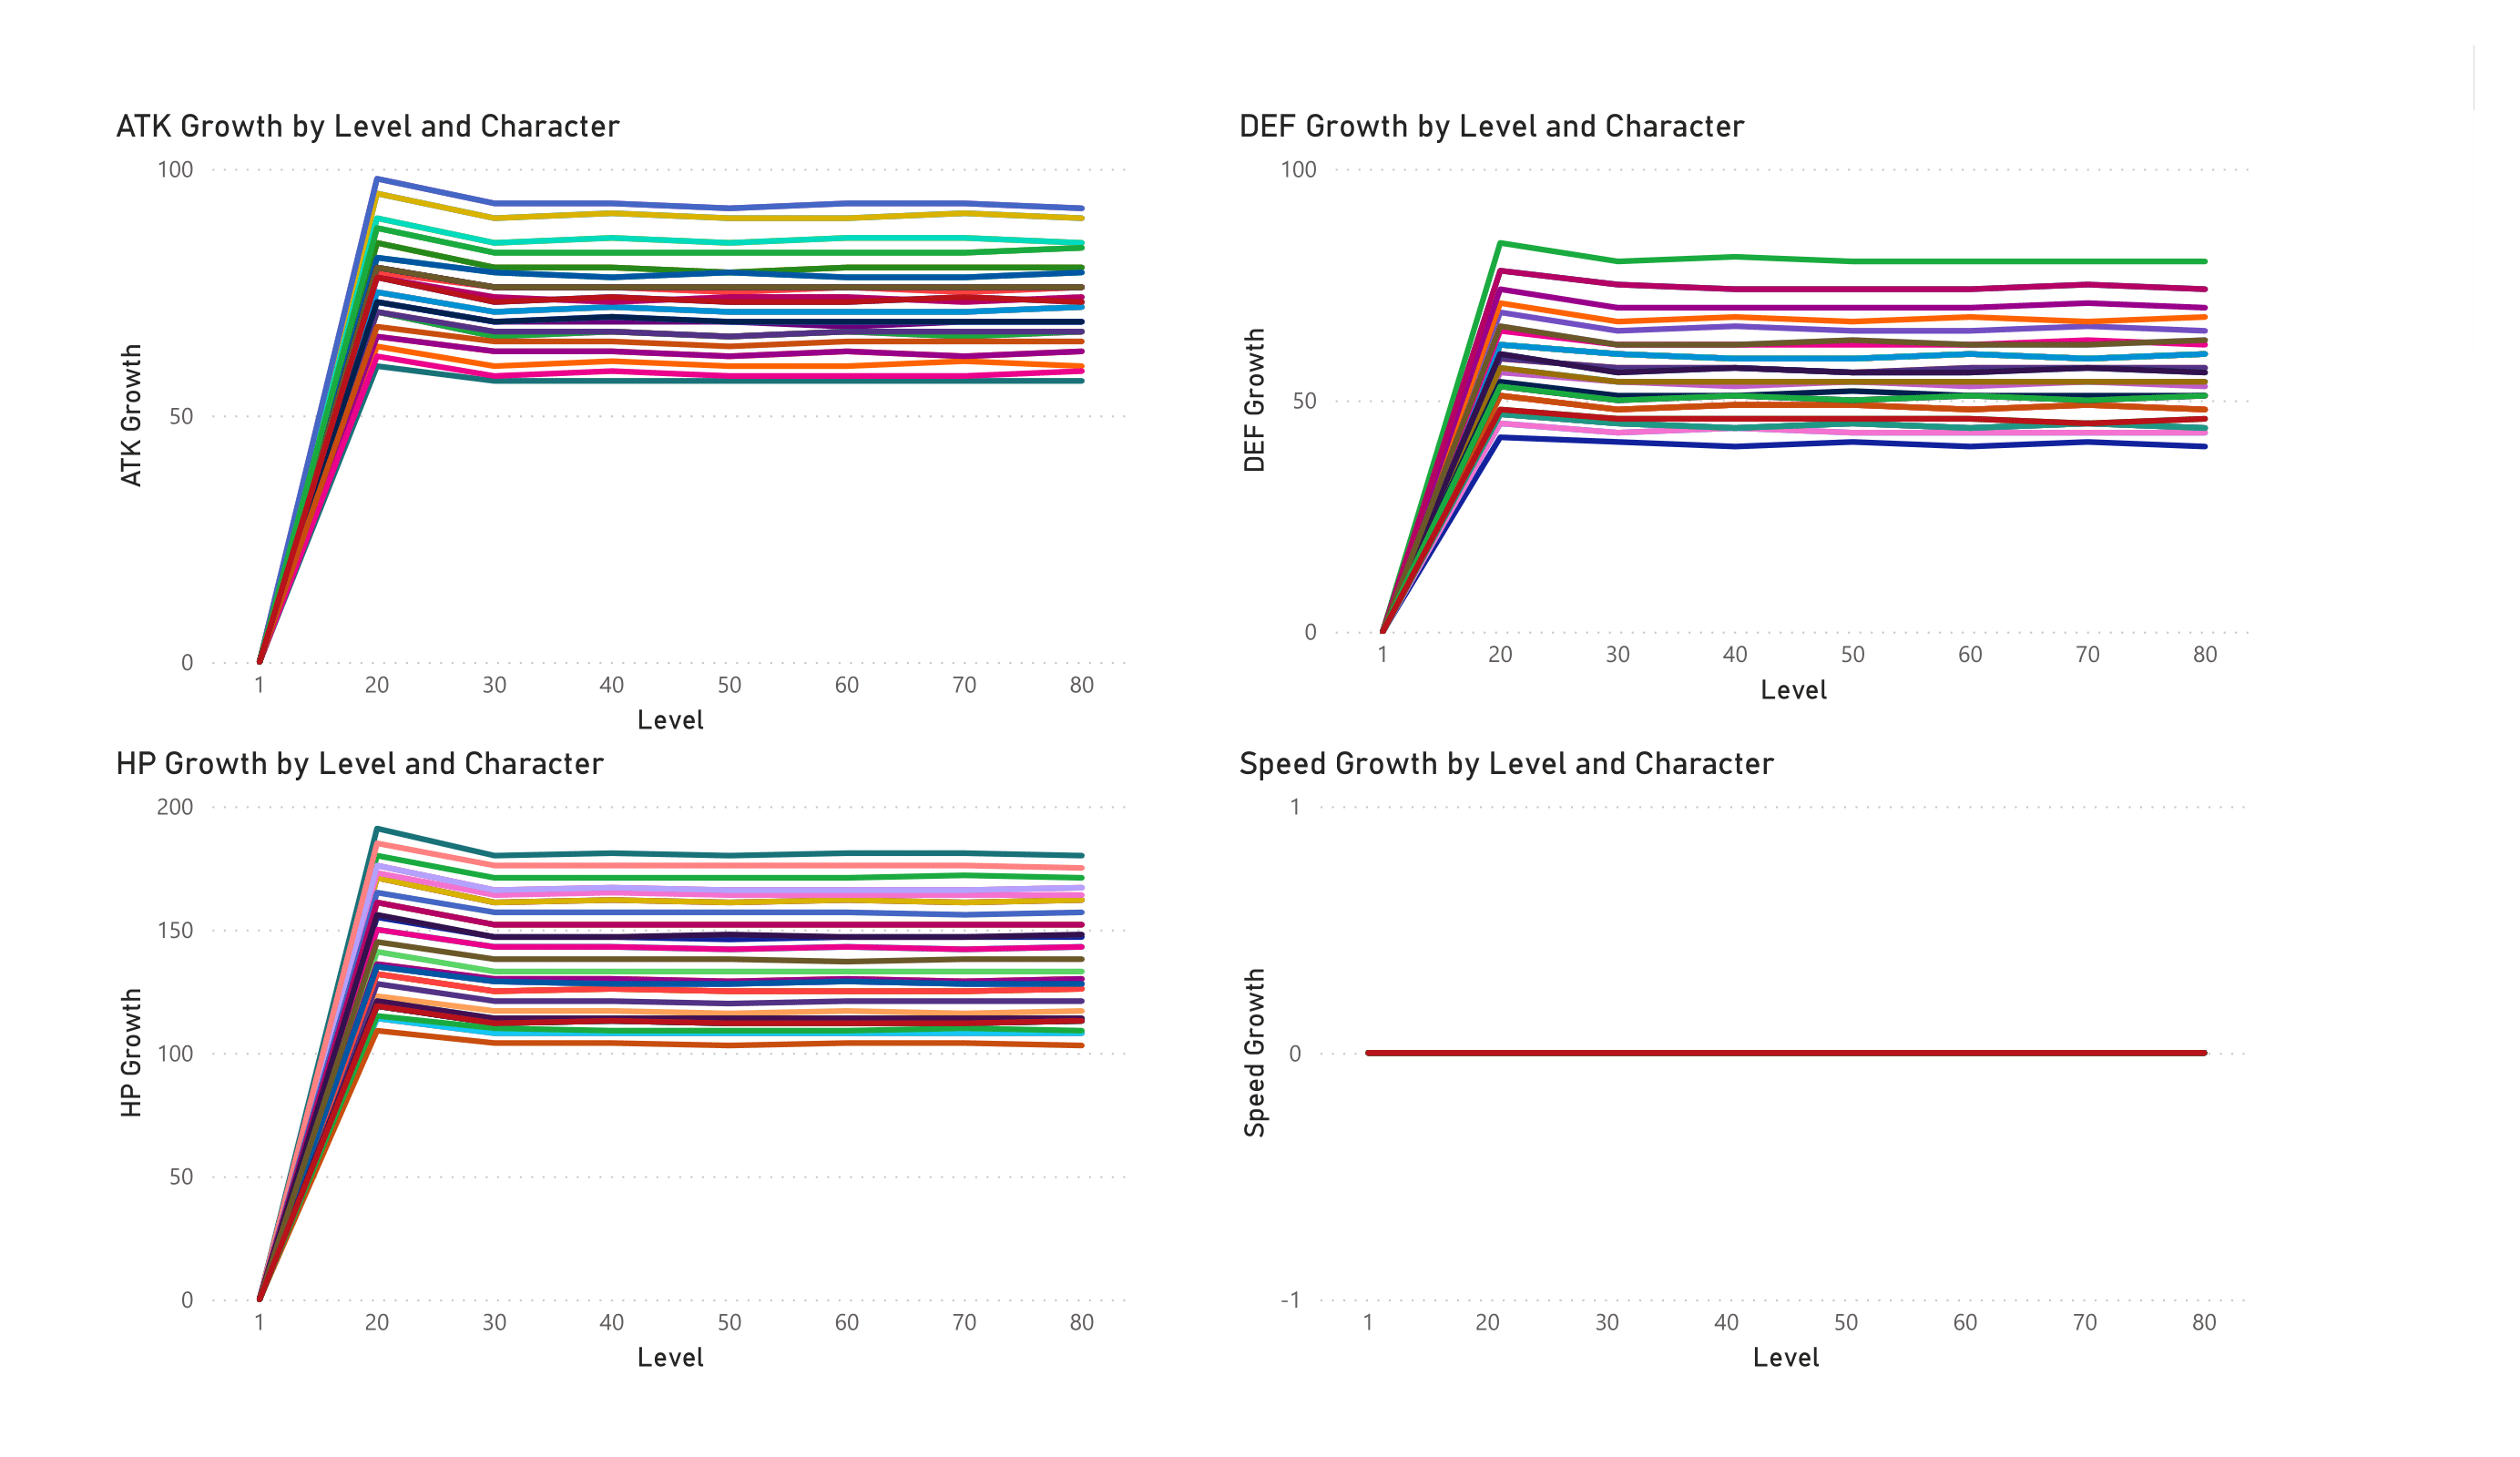 ATK Growth by Level and Character
100
50
0
ATK Growth
1 20 30 40 50 60 70 80
Level
DEF Growth by Level and Character
100
50
0
DEF Growth
1 20 30 40 50 60 70 80
Level
HP Growth by Level and Character
200
150
100
50
0
HP Growth
1 20 30 40 50 60 70 80
Level
Speed Growth by Level and Character
1
0
-1
Speed Growth
1 20 30 40 50 60 70 80
Level